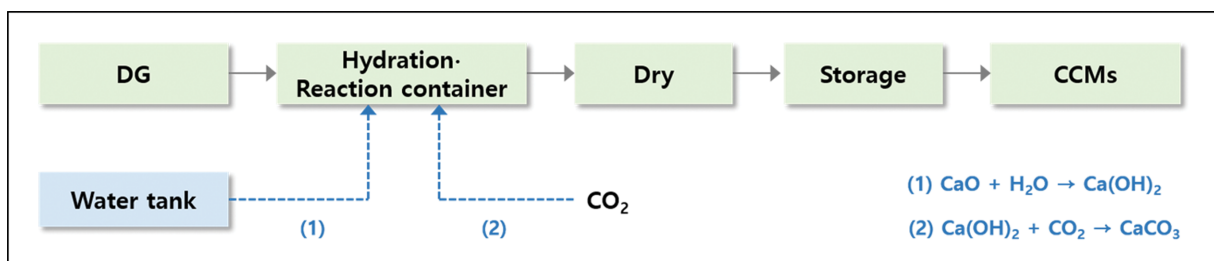 DG
Hydration·
Reaction container
Dry
Storage
CCMs
Water tank
(1)
(2)
CO₂
(1) CaO + H₂O → Ca(OH)₂
(2) Ca(OH)₂ + CO₂ → CaCO₃